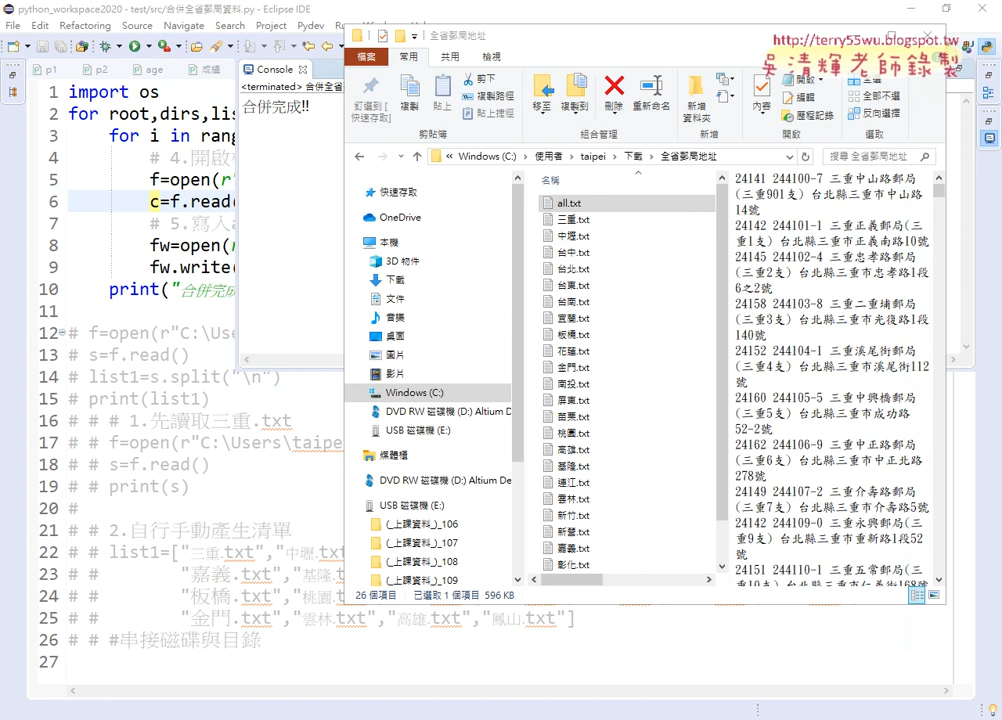 python_workspace2020 - test/src/合併全省郵局資料.py - Eclipse IDE
File Edit Refactoring Source Navigate Search Project Pydev
p1 p2 age 成績 Console
<terminated> 合併全省
合併完成!!
1 import os
2 for root,dirs,lis
3 for i in rang
4 # 4.開啟
5 f=open(r"
6 c=f.read(
7 # 5.寫入a
8 fw=open(r
9 fw.write(
10 print("合併完成
11
12 # f=open(r"C:\Use
13 # s=f.read()
14 # list1=s.split("\n")
15 # print(list1)
16 # # # 1.先讀取三重.txt
17 # # f=open(r"C:\Users\taipe
18 # # s=f.read()
19 # # print(s)
20 #
21 # # 2.自行手動產生清單
22 # # list1=["三重.txt","中壢.txt
23 # # "嘉義.txt","基隆.t
24 # # "板橋.txt","桃園.t
25 # # "金門.txt","雲林.txt","高雄.txt","鳳山.txt"]
26 # # #串接磁碟與目錄
27
全省郵局地址
http://terry55wu.blogspot.tw
吳清輝老師錄製
檔案 常用 共用 檢視
釘選到 [快速存取]
複製
貼上
剪下
複製路徑
貼上捷徑
移至
複製到
刪除
重新命名
新增資料夾
內容
開啟
編輯
歷程記錄
全選
全部不選
反向選擇
剪貼簿 組合管理 新增 開啟 選取
« Windows (C:) › 使用者 › taipei › 下載 › 全省郵局地址
搜尋 全省郵局地址
快速存取
OneDrive
本機
3D 物件
下載
文件
音樂
桌面
圖片
影片
Windows (C:)
DVD RW 磁碟機 (D:) Altium D
USB 磁碟機 (E:)
媒體櫃
DVD RW 磁碟機 (D:) Altium De
USB 磁碟機 (E:)
(_上課資料_)_106
(_上課資料_)_107
(_上課資料_)_108
(_上課資料_)_109
名稱
all.txt
三重.txt
中壢.txt
台中.txt
台北.txt
台東.txt
台南.txt
宜蘭.txt
板橋.txt
花蓮.txt
金門.txt
南投.txt
屏東.txt
苗栗.txt
桃園.txt
高雄.txt
基隆.txt
連江.txt
雲林.txt
新竹.txt
新營.txt
嘉義.txt
彰化.txt
24141 244100-7 三重中山路郵局
(三重901支) 台北縣三重市中山路
14號
24142 244101-1 三重正義郵局(三
重1支) 台北縣三重市正義南路10號
24145 244102-4 三重忠孝路郵局
(三重2支) 台北縣三重市忠孝路1段
6之2號
24158 244103-8 三重二重埔郵局
(三重3支) 台北縣三重市光復路1段
140號
24152 244104-1 三重溪尾街郵局
(三重4支) 台北縣三重市溪尾街112
號
24160 244105-5 三重中興橋郵局
(三重5支) 台北縣三重市成功路
52-2號
24162 244106-9 三重中正路郵局
(三重6支) 台北縣三重市中正北路
278號
24149 244107-2 三重介壽路郵局
(三重7支) 台北縣三重市介壽路5號
24142 244109-0 三重永興郵局(三
重9支) 台北縣三重市重新路1段52
號
24151 244110-1 三重五常郵局(三
重10支) 台北縣三重市仁義街168號
26 個項目 已選取 1 個項目 596 KB